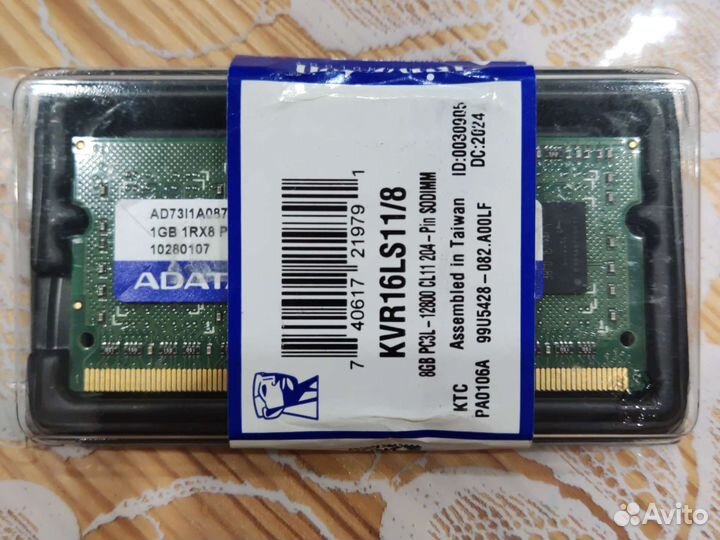 AD73I1A087
1GB 1RX8 P
10280107
ADATA
7 40617 21979 1
KVR16LS11/8
8GB PC3L-12800 CL11 204-Pin SODIMM
KTC Assembled in Taiwan ID:0030905
PA0106A 99U5428-082.A00LF DC:2024
Avito